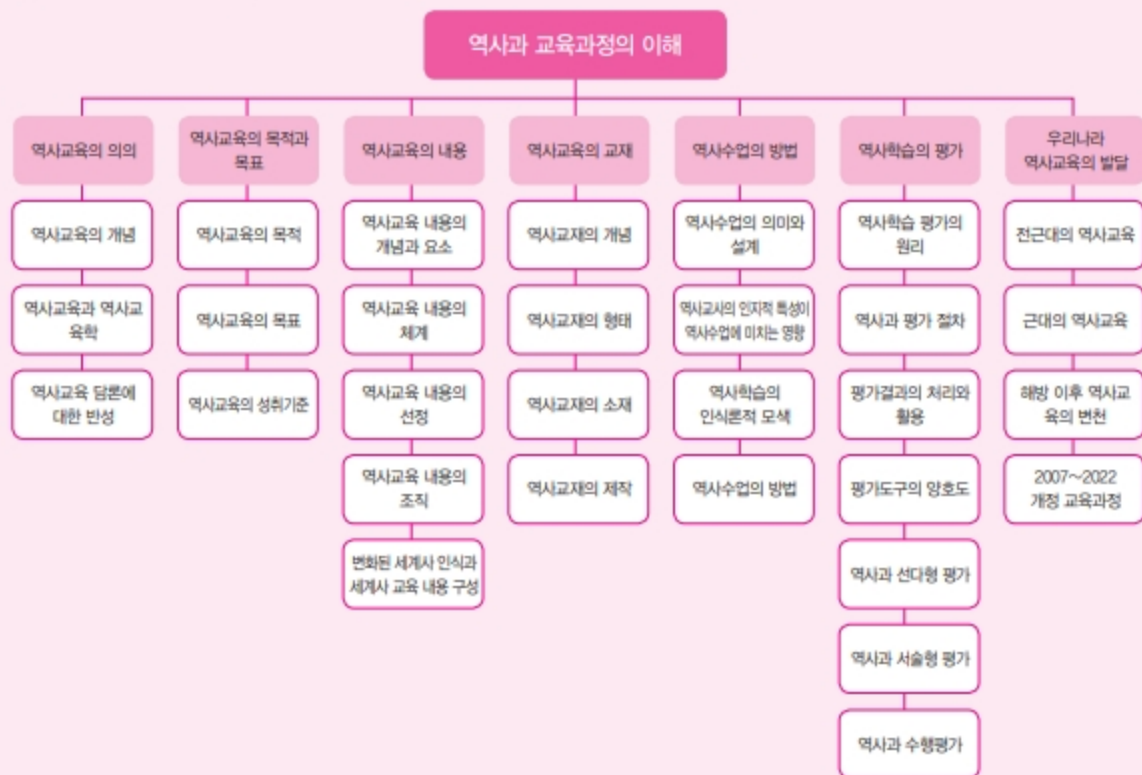 역사과 교육과정의 이해
역사교육의 의의
역사교육의 개념
역사교육과 역사교
육학
역사교육 담론에
대한 반성
역사교육의 목적과
목표
역사교육의 목적
역사교육의 목표
역사교육의 성취기준
역사교육의 내용
역사교육 내용의
개념과 요소
역사교육 내용의
체계
역사교육 내용의
선정
역사교육 내용의
조직
변화된 세계사 인식과
세계사 교육 내용 구성
역사교육의 교재
역사교재의 개념
역사교재의 형태
역사교재의 소재
역사교재의 제작
역사수업의 방법
역사수업의 의미와
설계
역사교사의 인지적 특성이
역사수업에 미치는 영향
역사학습의
인식론적 모색
역사수업의 방법
역사학습의 평가
역사학습 평가의
원리
역사과 평가 절차
평가결과의 처리와
활용
평가도구의 양호도
역사과 선다형 평가
역사과 서술형 평가
역사과 수행평가
우리나라
역사교육의 발달
전근대의 역사교육
근대의 역사교육
해방 이후 역사교
육의 변천
2007~2022
개정 교육과정